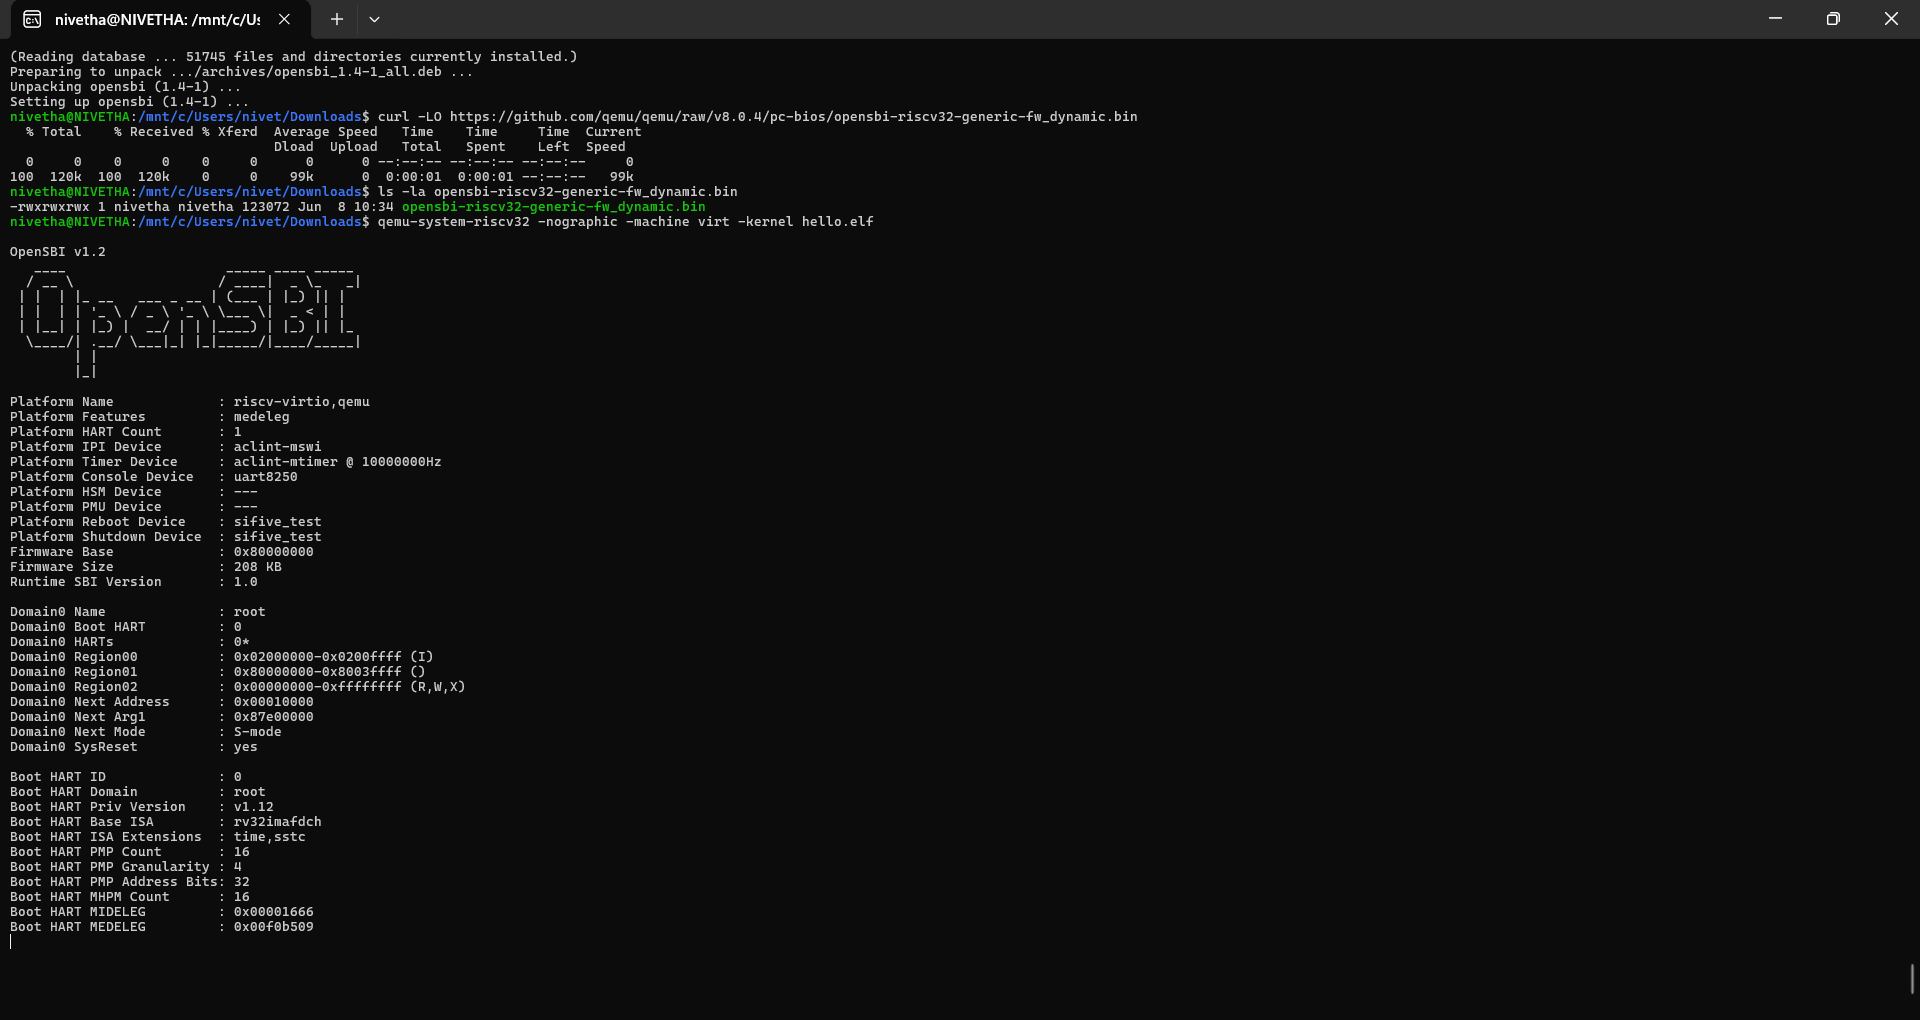 nivetha@NIVETHA: /mnt/c/Us
(Reading database ... 51745 files and directories currently installed.)
Preparing to unpack .../archives/opensbi_1.4-1_all.deb ...
Unpacking opensbi (1.4-1) ...
Setting up opensbi (1.4-1) ...
nivetha@NIVETHA:/mnt/c/Users/nivet/Downloads$ curl -LO https://github.com/qemu/qemu/raw/v8.0.4/pc-bios/opensbi-riscv32-generic-fw_dynamic.bin
  % Total    % Received % Xferd  Average Speed   Time    Time     Time  Current
                                 Dload  Upload   Total   Spent    Left  Speed
  0     0    0     0    0     0      0      0 --:--:-- --:--:-- --:--:--     0
100  120k  100  120k    0     0    99k      0  0:00:01  0:00:01 --:--:--   99k
nivetha@NIVETHA:/mnt/c/Users/nivet/Downloads$ ls -la opensbi-riscv32-generic-fw_dynamic.bin
-rwxrwxrwx 1 nivetha nivetha 123072 Jun  8 10:34 opensbi-riscv32-generic-fw_dynamic.bin
nivetha@NIVETHA:/mnt/c/Users/nivet/Downloads$ qemu-system-riscv32 -nographic -machine virt -kernel hello.elf
OpenSBI v1.2
OpenSBI
Platform Name             : riscv-virtio,qemu
Platform Features         : medeleg
Platform HART Count       : 1
Platform IPI Device       : aclint-mswi
Platform Timer Device     : aclint-mtimer @ 10000000Hz
Platform Console Device   : uart8250
Platform HSM Device       : ---
Platform PMU Device       : ---
Platform Reboot Device    : sifive_test
Platform Shutdown Device  : sifive_test
Firmware Base             : 0x80000000
Firmware Size             : 208 KB
Runtime SBI Version       : 1.0
Domain0 Name              : root
Domain0 Boot HART         : 0
Domain0 HARTs             : 0*
Domain0 Region00          : 0x02000000-0x0200ffff (I)
Domain0 Region01          : 0x80000000-0x8003ffff ()
Domain0 Region02          : 0x00000000-0xffffffff (R,W,X)
Domain0 Next Address      : 0x00010000
Domain0 Next Arg1         : 0x87e00000
Domain0 Next Mode         : S-mode
Domain0 SysReset          : yes
Boot HART ID              : 0
Boot HART Domain          : root
Boot HART Priv Version    : v1.12
Boot HART Base ISA        : rv32imafdch
Boot HART ISA Extensions  : time,sstc
Boot HART PMP Count       : 16
Boot HART PMP Granularity : 4
Boot HART PMP Address Bits: 32
Boot HART MHPM Count      : 16
Boot HART MIDELEG         : 0x00001666
Boot HART MEDELEG         : 0x00f0b509